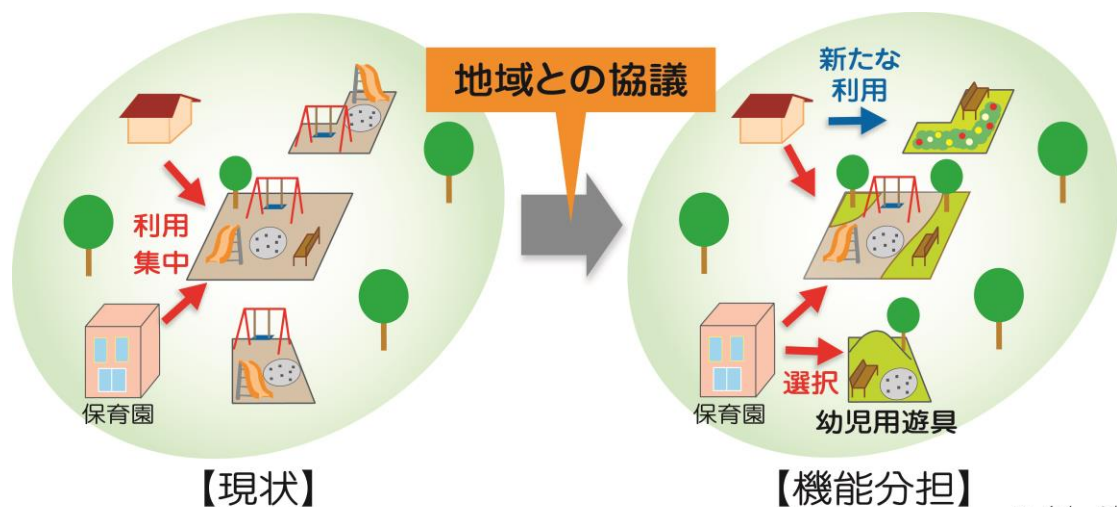 地域との協議
利用
集中
保育園
【現状】
新たな
利用
選択
保育園
幼児用遊具
【機能分担】